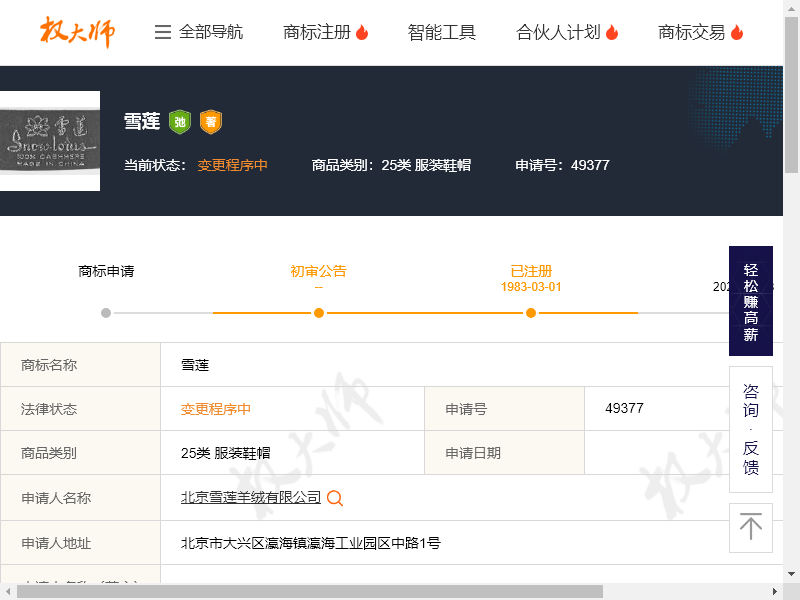 权大师
全部导航
商标注册
智能工具
合伙人计划
商标交易
雪莲
Snow lotus
100% CASHMERE
MADE IN CHINA
雪莲 驰 著
当前状态： 变更程序中 商品类别：25类 服装鞋帽 申请号：49377
商标申请 初审公告 已注册
-- 1983-03-01
轻松赚高薪
商标名称 雪莲
法律状态 变更程序中 申请号 49377
商品类别 25类 服装鞋帽 申请日期
申请人名称 北京雪莲羊绒有限公司
申请人地址 北京市大兴区瀛海镇瀛海工业园区中路1号
咨询·反馈
权大师